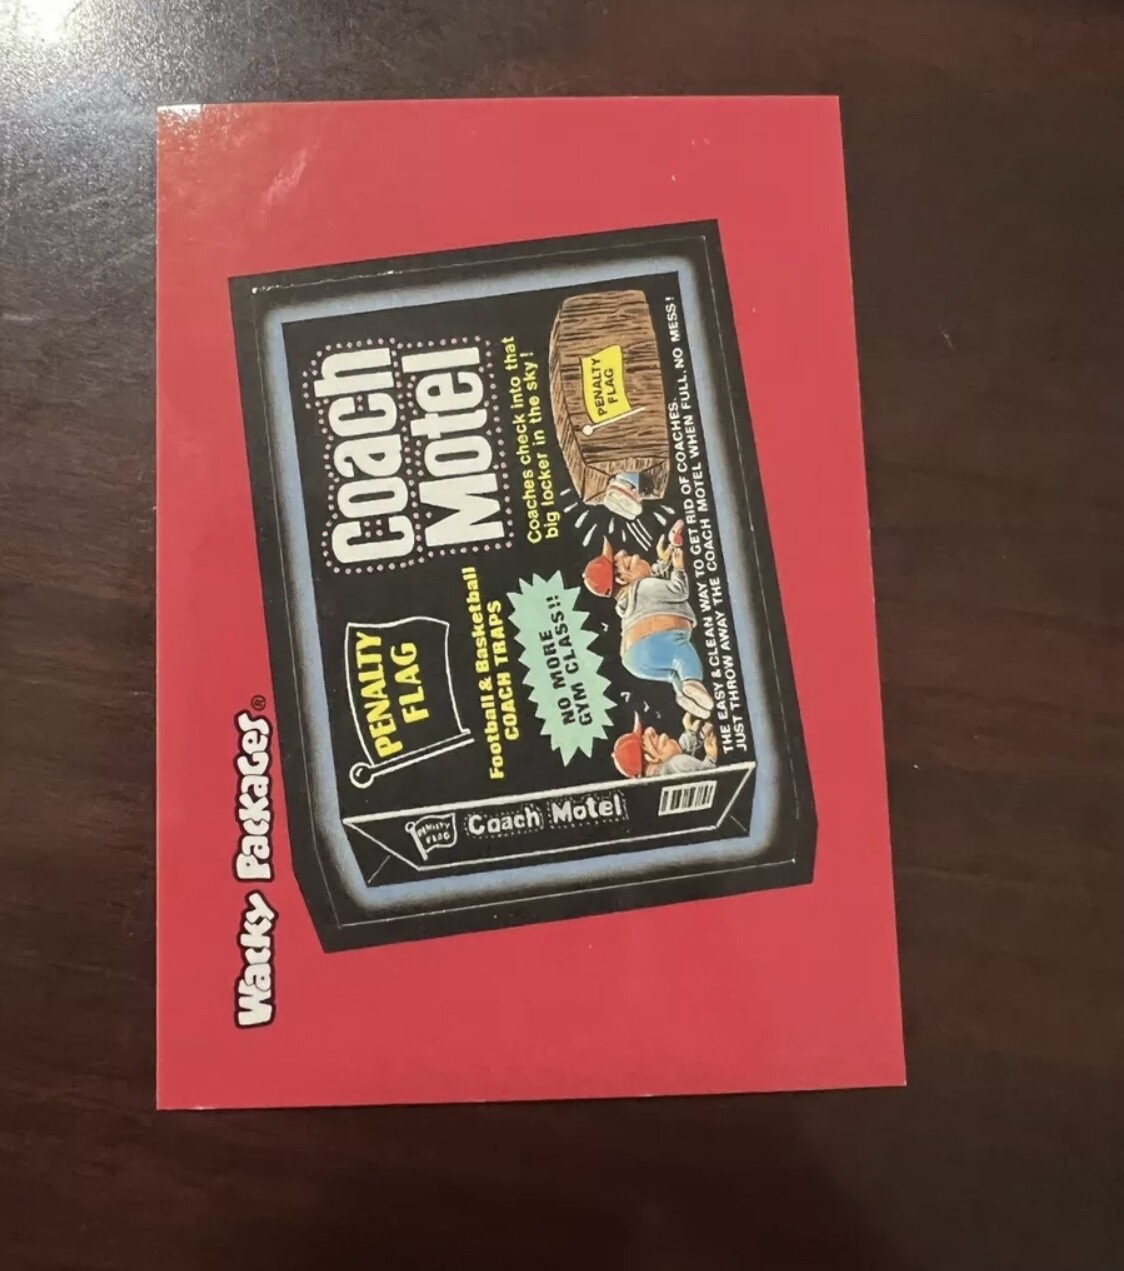 Wacky Packages®
PENALTY
FLAG
Football & Basketball
COACH TRAPS
Coach
Motel
Coaches check into that
big locker in the sky!
NO MORE
GYM CLASS!!
PENALTY
FLAG
THE EASY & CLEAN WAY TO GET RID OF COACHES.
JUST THROW AWAY THE COACH MOTEL WHEN FULL. NO MESS!
PENALTY
FLAG
Coach Motel